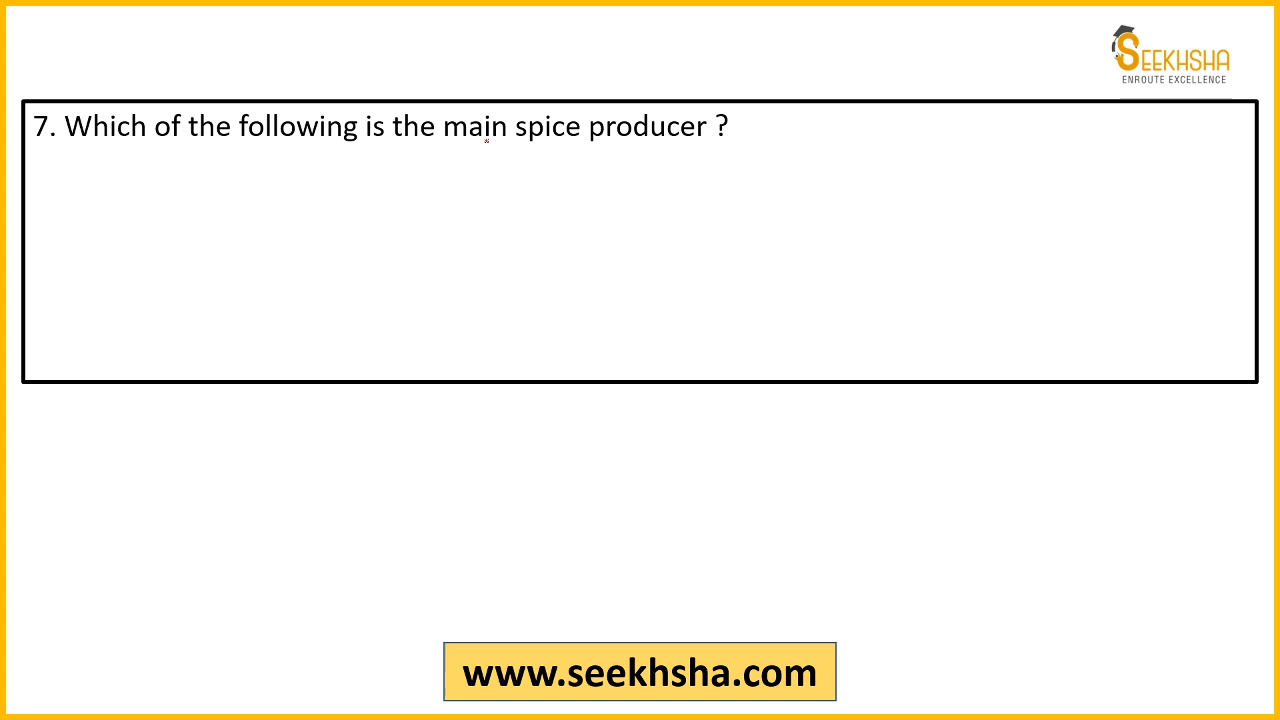 SEEKHSHA
ENROUTE EXCELLENCE
7. Which of the following is the main spice producer ?
www.seekhsha.com